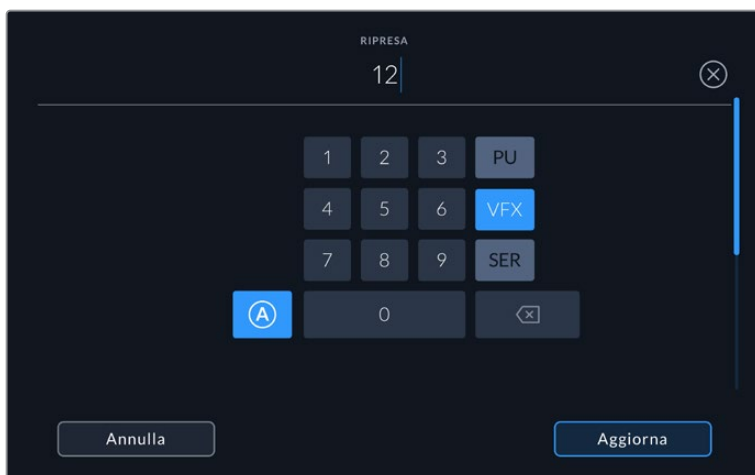 RIPRESA
12
1 2 3 PU
4 5 6 VFX
7 8 9 SER
A 0
Annulla Aggiorna